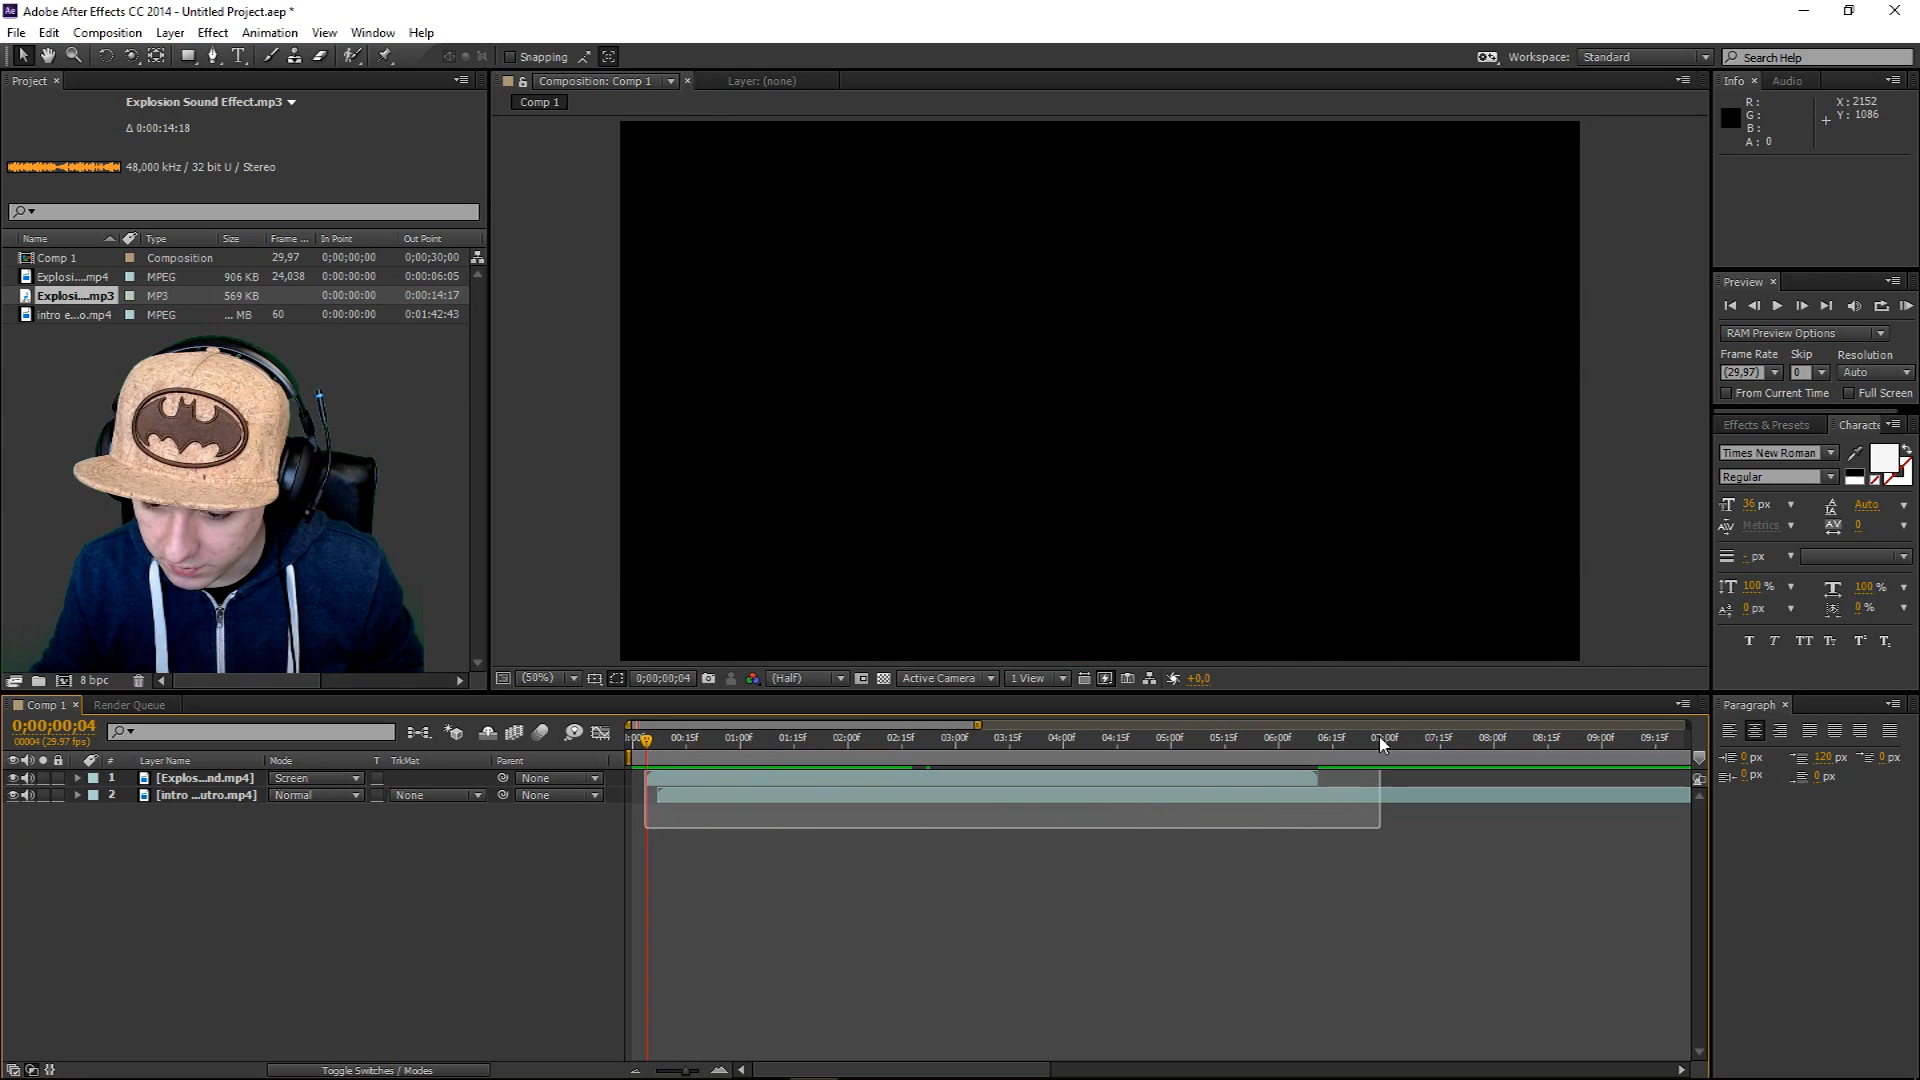 Adobe After Effects CC 2014 - Untitled Project.aep *
File Edit Composition Layer Effect Animation View Window Help
Snapping Workspace: Standard Search Help
Project Composition: Comp 1 Layer: (none) Info Audio
Explosion Sound Effect.mp3 Comp 1
Δ 0:00:14:18
48,000 kHz / 32 bit U / Stereo
R: X: 2152
G: Y: 1086
B:
A: 0
Name Type Size Frame ... In Point Out Point
Comp 1 Composition 29,97 0;00;00;00 0;00;30;00
Explosi....mp4 MPEG 906 KB 24,038 0:00:00:00 0:00:06:05
Explosi....mp3 MP3 569 KB 0:00:00:00 0:00:14:17
intro e...o.mp4 MPEG ... MB 60 0:00:00:00 0:01:42:43
Preview
RAM Preview Options
Frame Rate Skip Resolution
(29,97) 0 Auto
From Current Time Full Screen
Effects & Presets Characte
Times New Roman
Regular
36 px Auto
Metrics 0
- px
100 % 100 %
0 px 0 %
T T TT Tt T¹ T₁
8 bpc (50%) 0;00;00;04 (Half) Active Camera 1 View +0,0
Comp 1 Render Queue Paragraph
0;00;00;04
00004 (29.97 fps)
:00f 00:15f 01:00f 01:15f 02:00f 02:15f 03:00f 03:15f 04:00f 04:15f 05:00f 05:15f 06:00f 06:15f 07:00f 07:15f 08:00f 08:15f 09:00f 09:15f
0 px 120 px 0 px
0 px 0 px
# Layer Name Mode T TrkMat Parent
1 [Explos...nd.mp4] Screen None
2 [intro ...utro.mp4] Normal None None
Toggle Switches / Modes